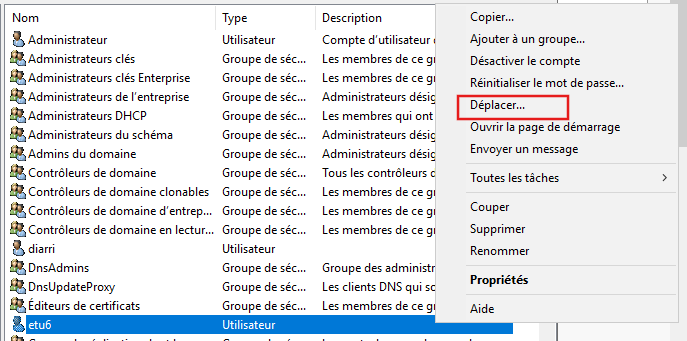 Nom Type Description
Administrateur Utilisateur Compte d'utilisateur d
Administrateurs clés Groupe de séc... Les membres de ce gr
Administrateurs clés Enterprise Groupe de séc... Les membres de ce gr
Administrateurs de l'entreprise Groupe de séc... Administrateurs désig
Administrateurs DHCP Groupe de séc... Les membres qui ont
Administrateurs du schéma Groupe de séc... Administrateurs désig
Admins du domaine Groupe de séc... Administrateurs désig
Contrôleurs de domaine Groupe de séc... Tous les contrôleurs d
Contrôleurs de domaine clonables Groupe de séc... Les membres de ce gr
Contrôleurs de domaine d'entrep... Groupe de séc... Les membres de ce gr
Contrôleurs de domaine en lectur... Groupe de séc... Les membres de ce gr
diarri Utilisateur
DnsAdmins Groupe de séc... Groupe des administr
DnsUpdateProxy Groupe de séc... Les clients DNS qui so
Éditeurs de certificats Groupe de séc... Les membres de ce gr
etu6 Utilisateur
Copier...
Ajouter à un groupe...
Désactiver le compte
Réinitialiser le mot de passe...
Déplacer...
Ouvrir la page de démarrage
Envoyer un message
Toutes les tâches
Couper
Supprimer
Renommer
Propriétés
Aide